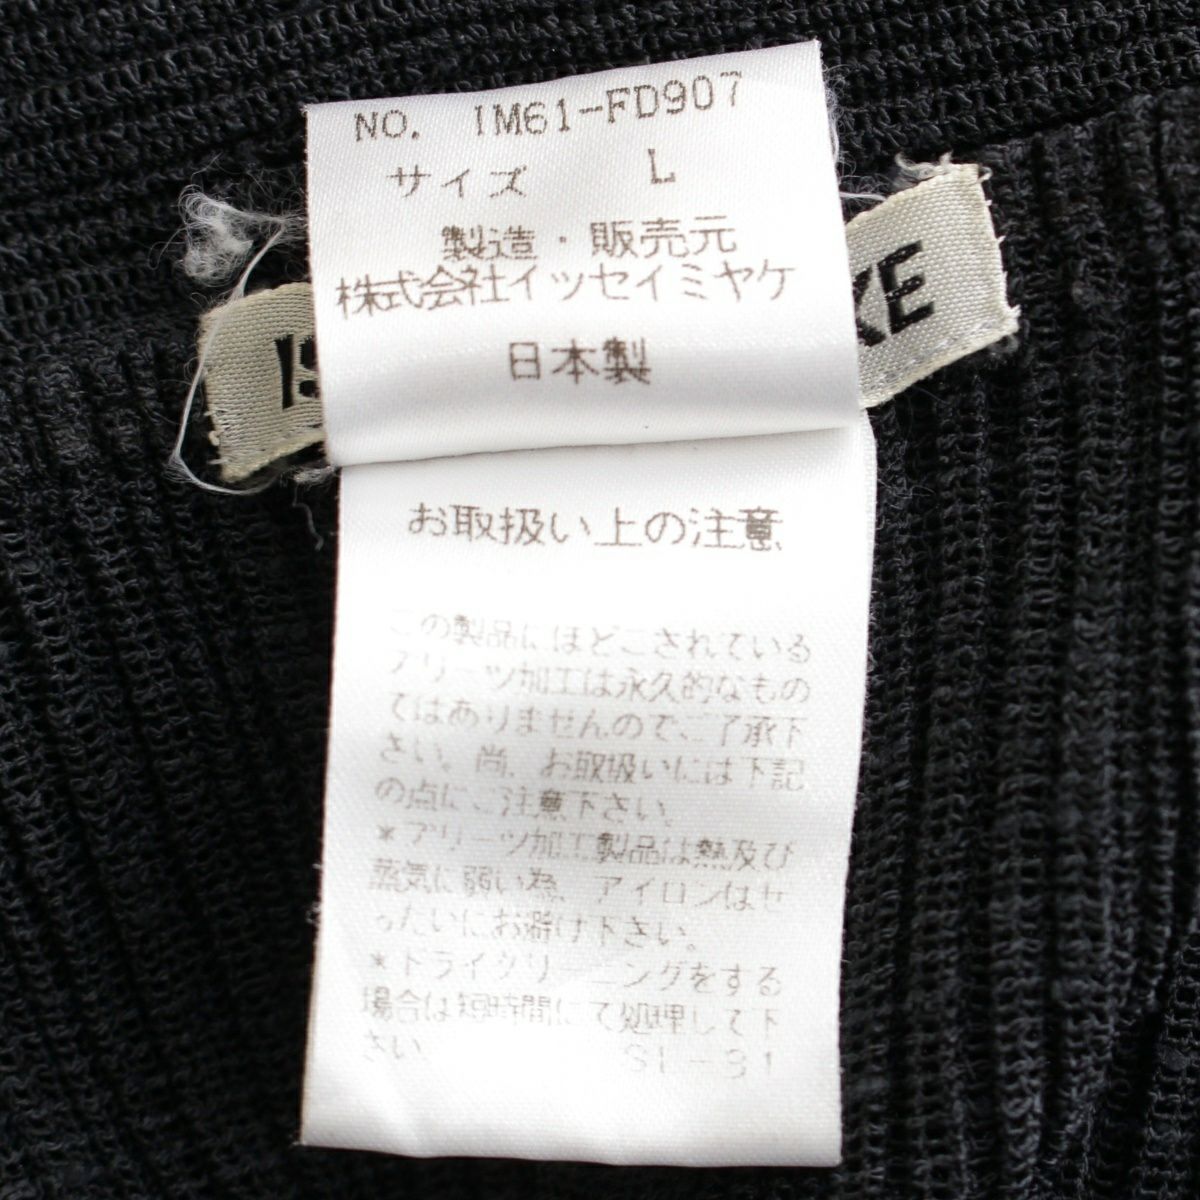 NO. IM61-FD907
サイズ L
製造・販売元
株式会社イッセイミヤケ
日本製
IS KE
お取扱い上の注意
この製品にほどこされている
プリーツ加工は永久的なもの
ではありませんのでご了承下
さい。尚、お取扱いには下記
の点にご注意下さい。
*プリーツ加工製品は熱及び
蒸気に弱い為、アイロンはぜ
ったいにお避け下さい。
*ドライクリーニングをする
場合は短時間にて処理して下
さい。 SL-31